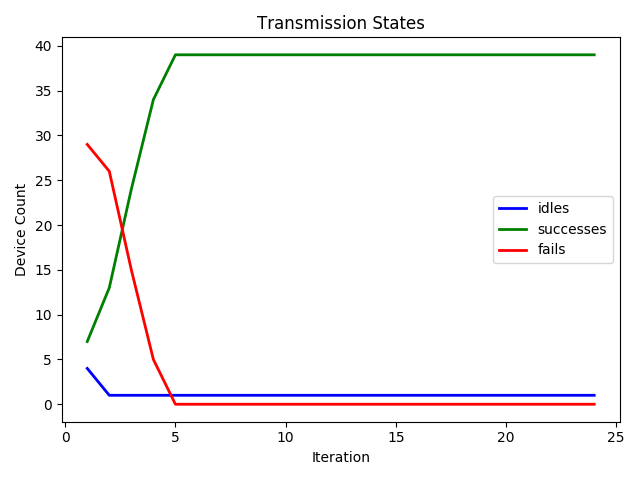 Transmission States
40
35
30
25
20
15
10
5
0
Device Count
idles
successes
fails
0 5 10 15 20 25
Iteration